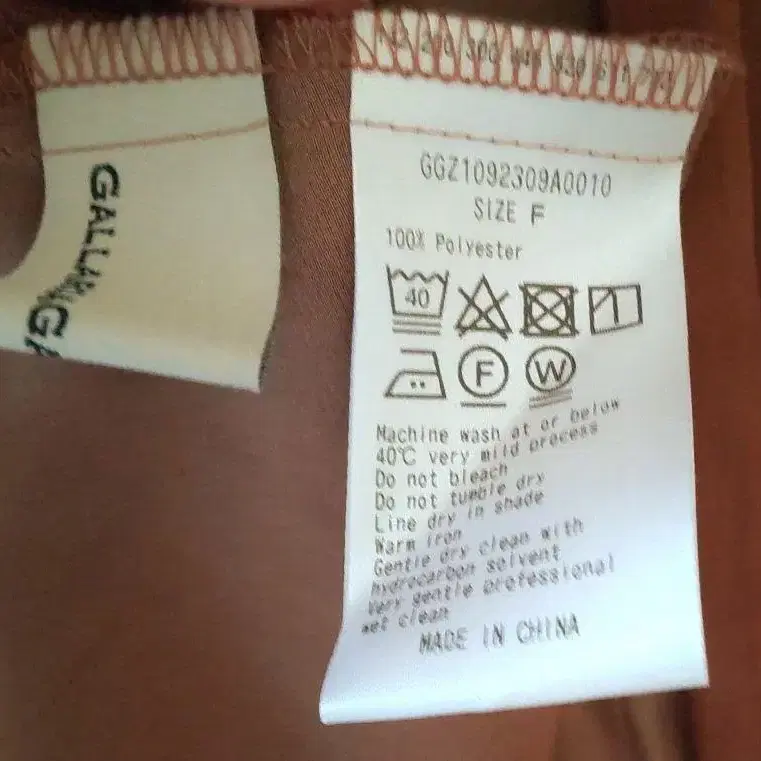 GGZ1092309A0010
SIZE F
100% Polyester
40
F
W
Machine wash at or below
40℃ very mild process
Do not bleach
Do not tumble dry
Line dry in shade
Warm iron
Gentle dry clean with
hydrocarbon solvent
Very gentle professional
wet clean
MADE IN CHINA